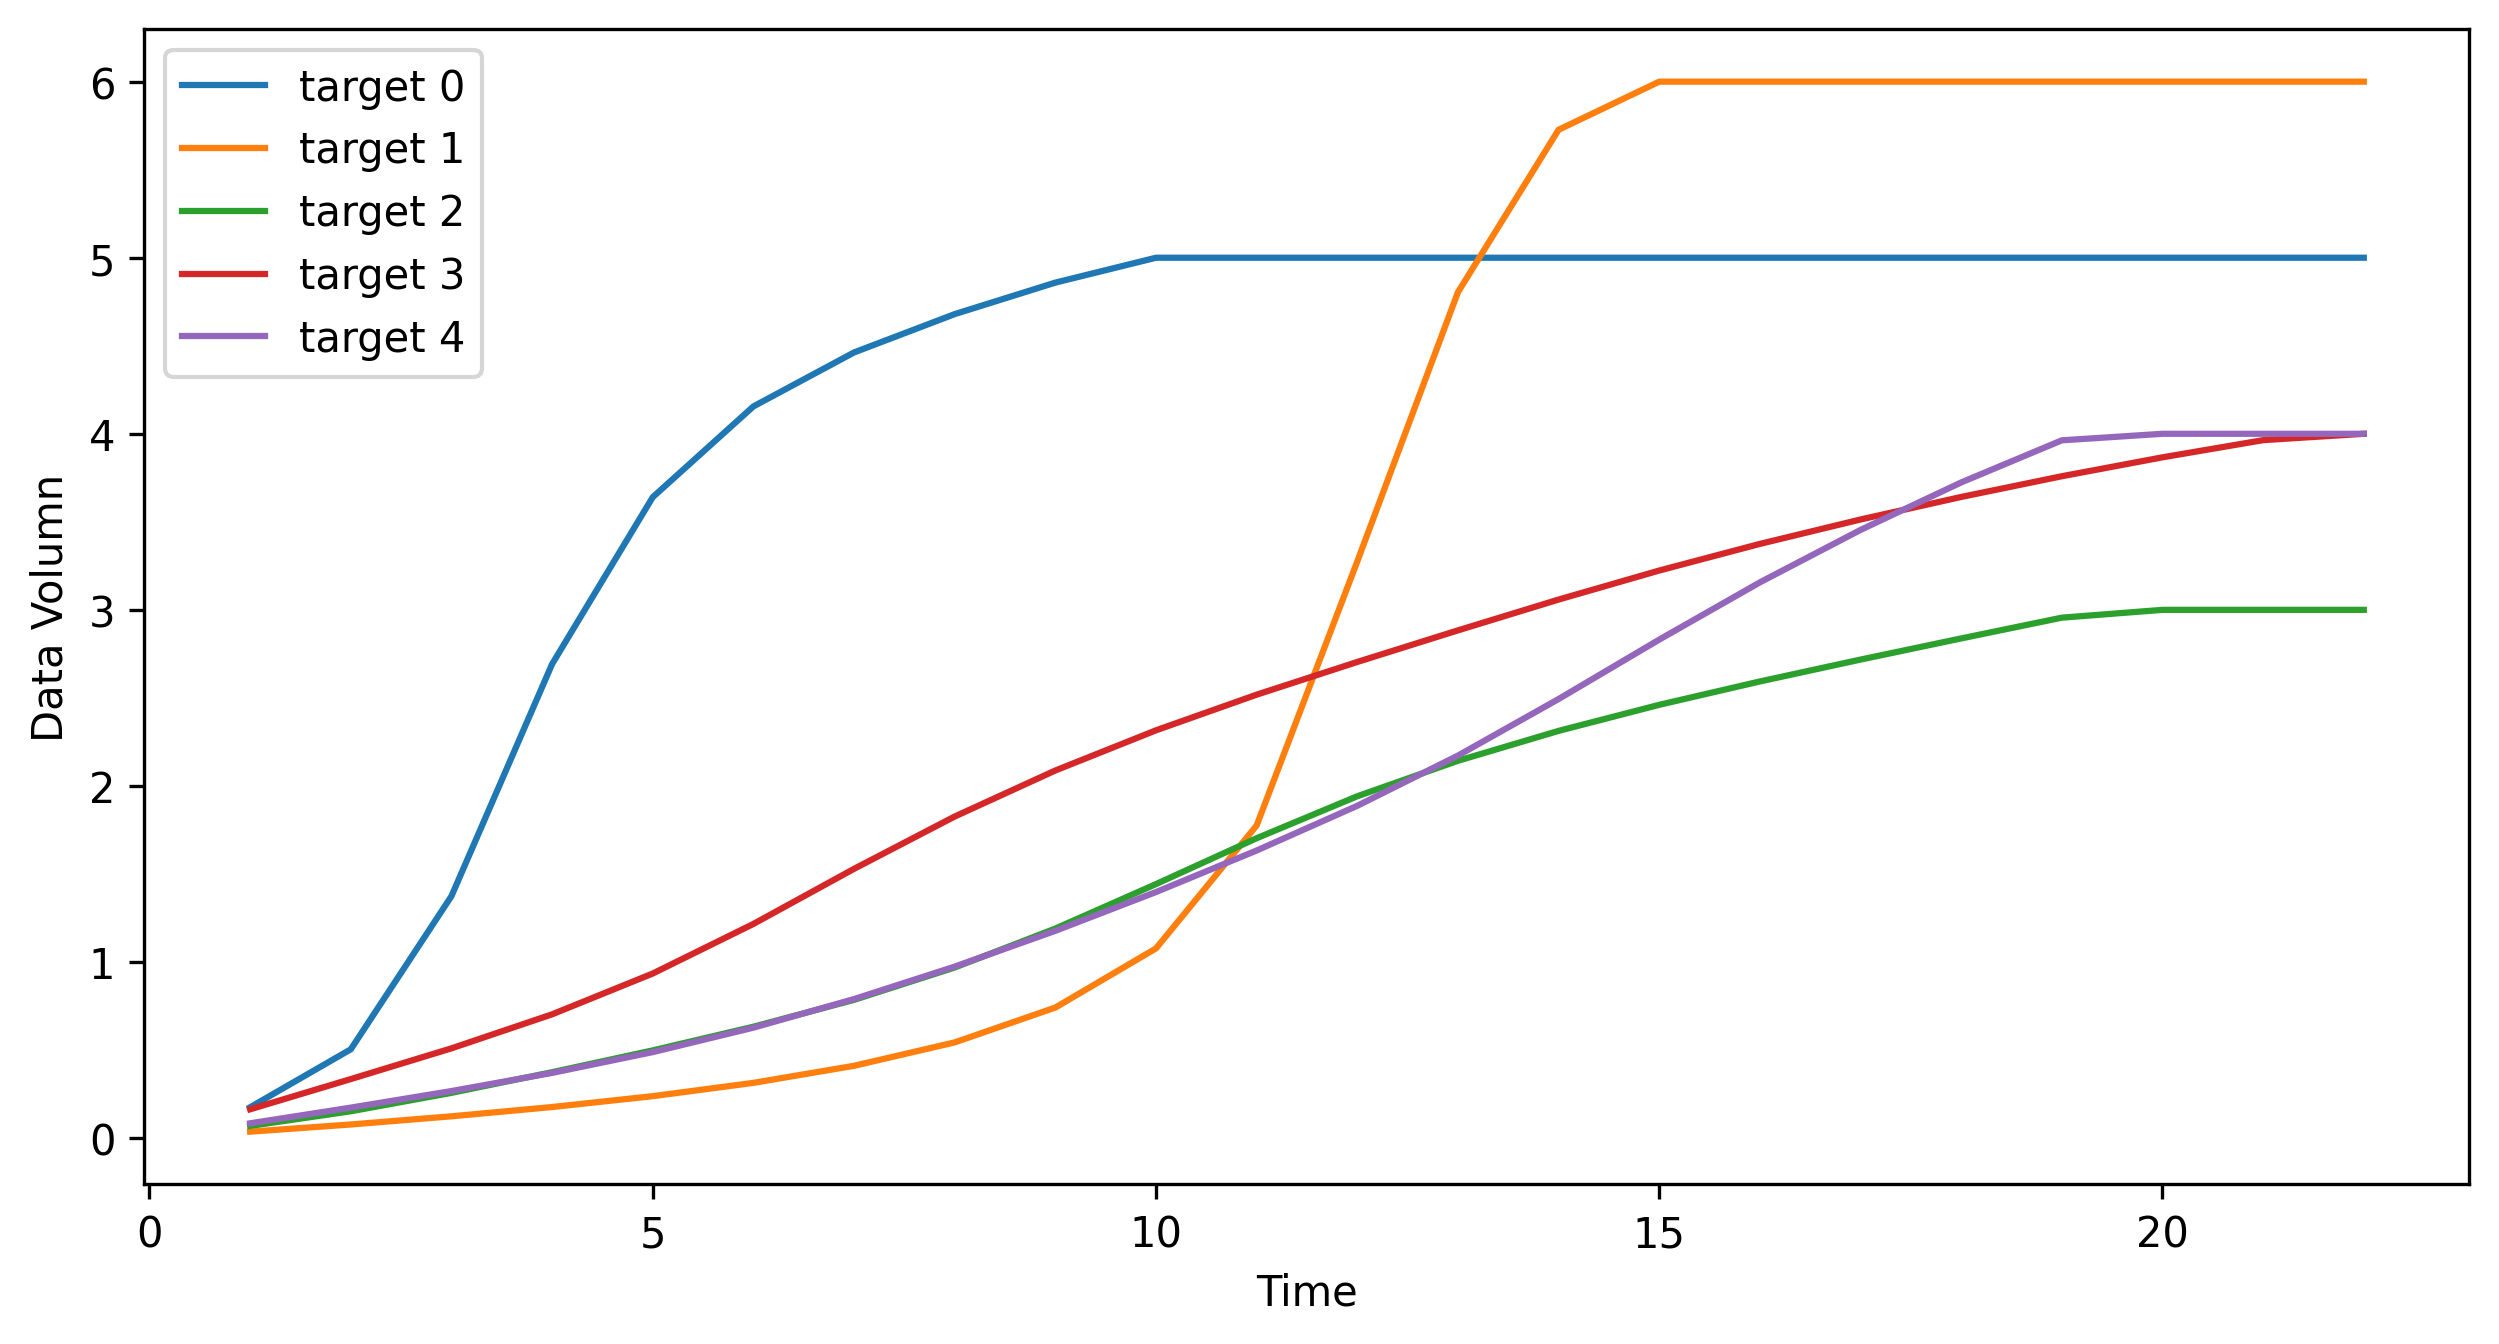 target 0
target 1
target 2
target 3
target 4
6
5
4
3
2
1
0
Data Volumn
0 5 10 15 20
Time